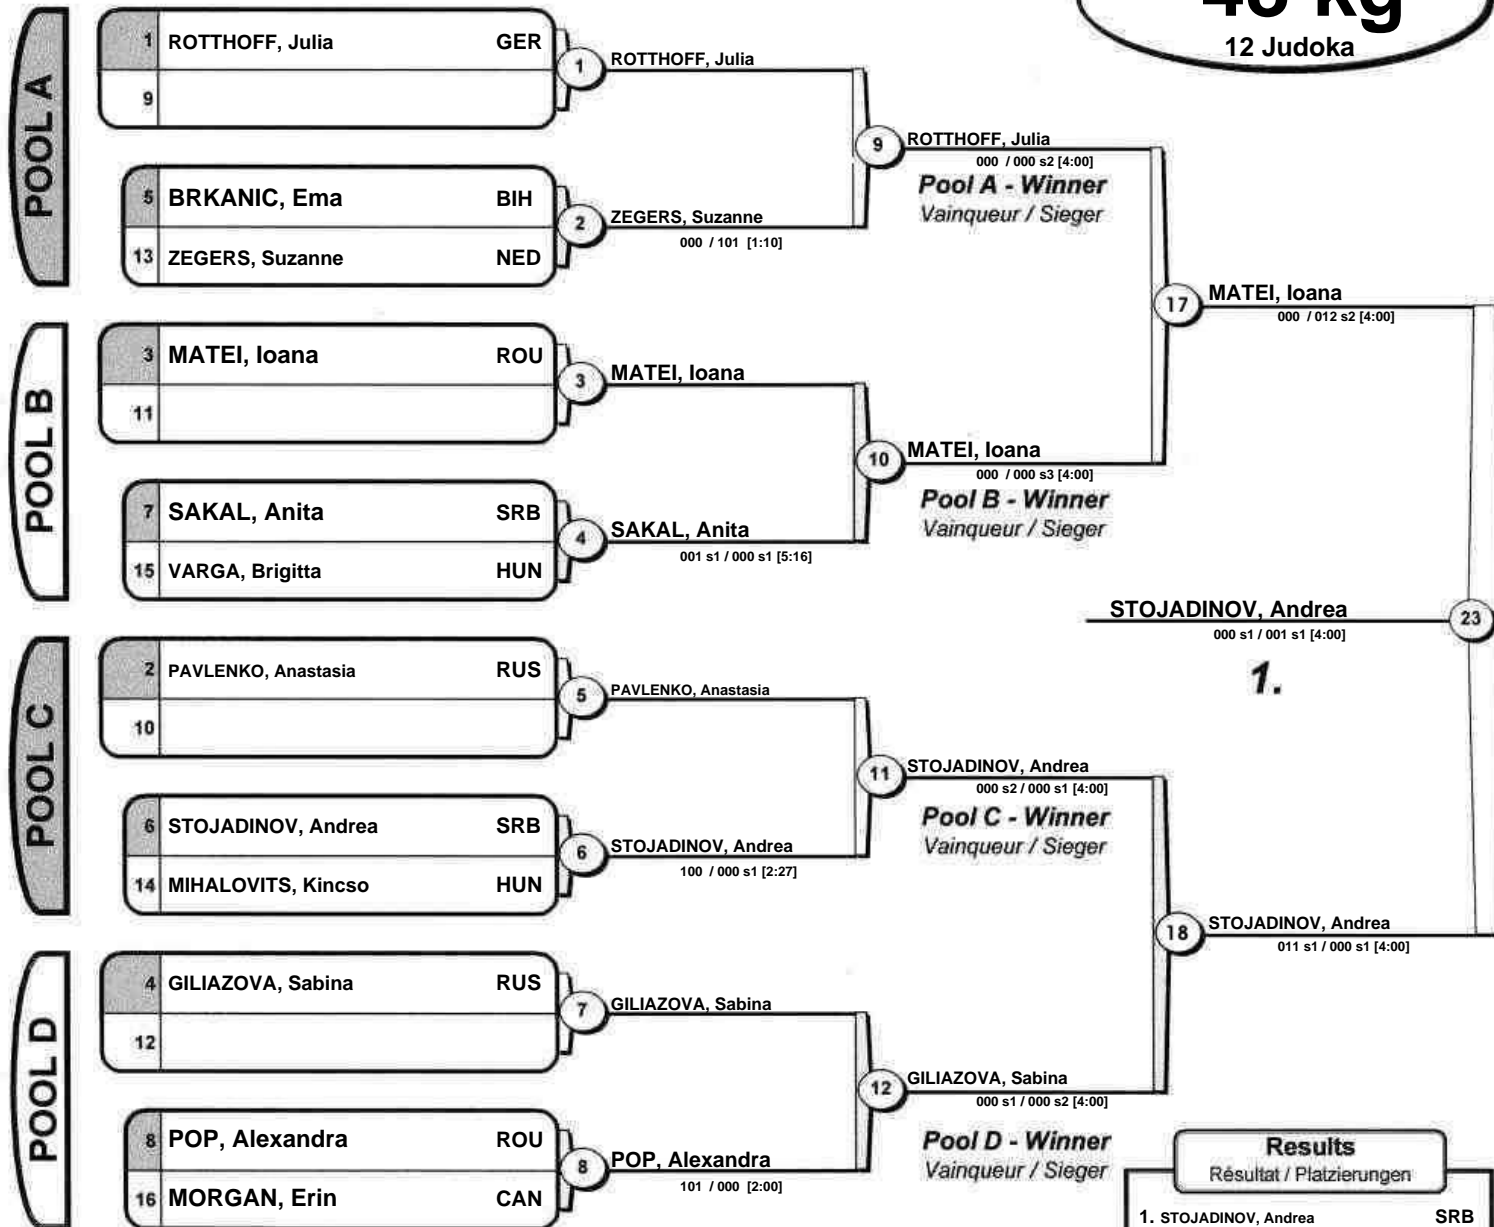 12 Judoka
POOL A
1 ROTTHOFF, Julia GER
9
1 ROTTHOFF, Julia
5 BRKANIC, Ema BIH
13 ZEGERS, Suzanne NED
2 ZEGERS, Suzanne
000 / 101 [1:10]
9 ROTTHOFF, Julia
000 / 000 s2 [4:00]
Pool A - Winner
Vainqueur / Sieger
POOL B
3 MATEI, Ioana ROU
11
3 MATEI, Ioana
7 SAKAL, Anita SRB
15 VARGA, Brigitta HUN
4 SAKAL, Anita
001 s1 / 000 s1 [5:16]
10 MATEI, Ioana
000 / 000 s3 [4:00]
Pool B - Winner
Vainqueur / Sieger
17 MATEI, Ioana
000 / 012 s2 [4:00]
STOJADINOV, Andrea 23
000 s1 / 001 s1 [4:00]
1.
POOL C
2 PAVLENKO, Anastasia RUS
10
5 PAVLENKO, Anastasia
6 STOJADINOV, Andrea SRB
14 MIHALOVITS, Kincso HUN
6 STOJADINOV, Andrea
100 / 000 s1 [2:27]
11 STOJADINOV, Andrea
000 s2 / 000 s1 [4:00]
Pool C - Winner
Vainqueur / Sieger
18 STOJADINOV, Andrea
011 s1 / 000 s1 [4:00]
POOL D
4 GILIAZOVA, Sabina RUS
12
7 GILIAZOVA, Sabina
8 POP, Alexandra ROU
16 MORGAN, Erin CAN
8 POP, Alexandra
101 / 000 [2:00]
12 GILIAZOVA, Sabina
000 s1 / 000 s2 [4:00]
Pool D - Winner
Vainqueur / Sieger
Results
Résultat / Platzierungen
1. STOJADINOV, Andrea SRB